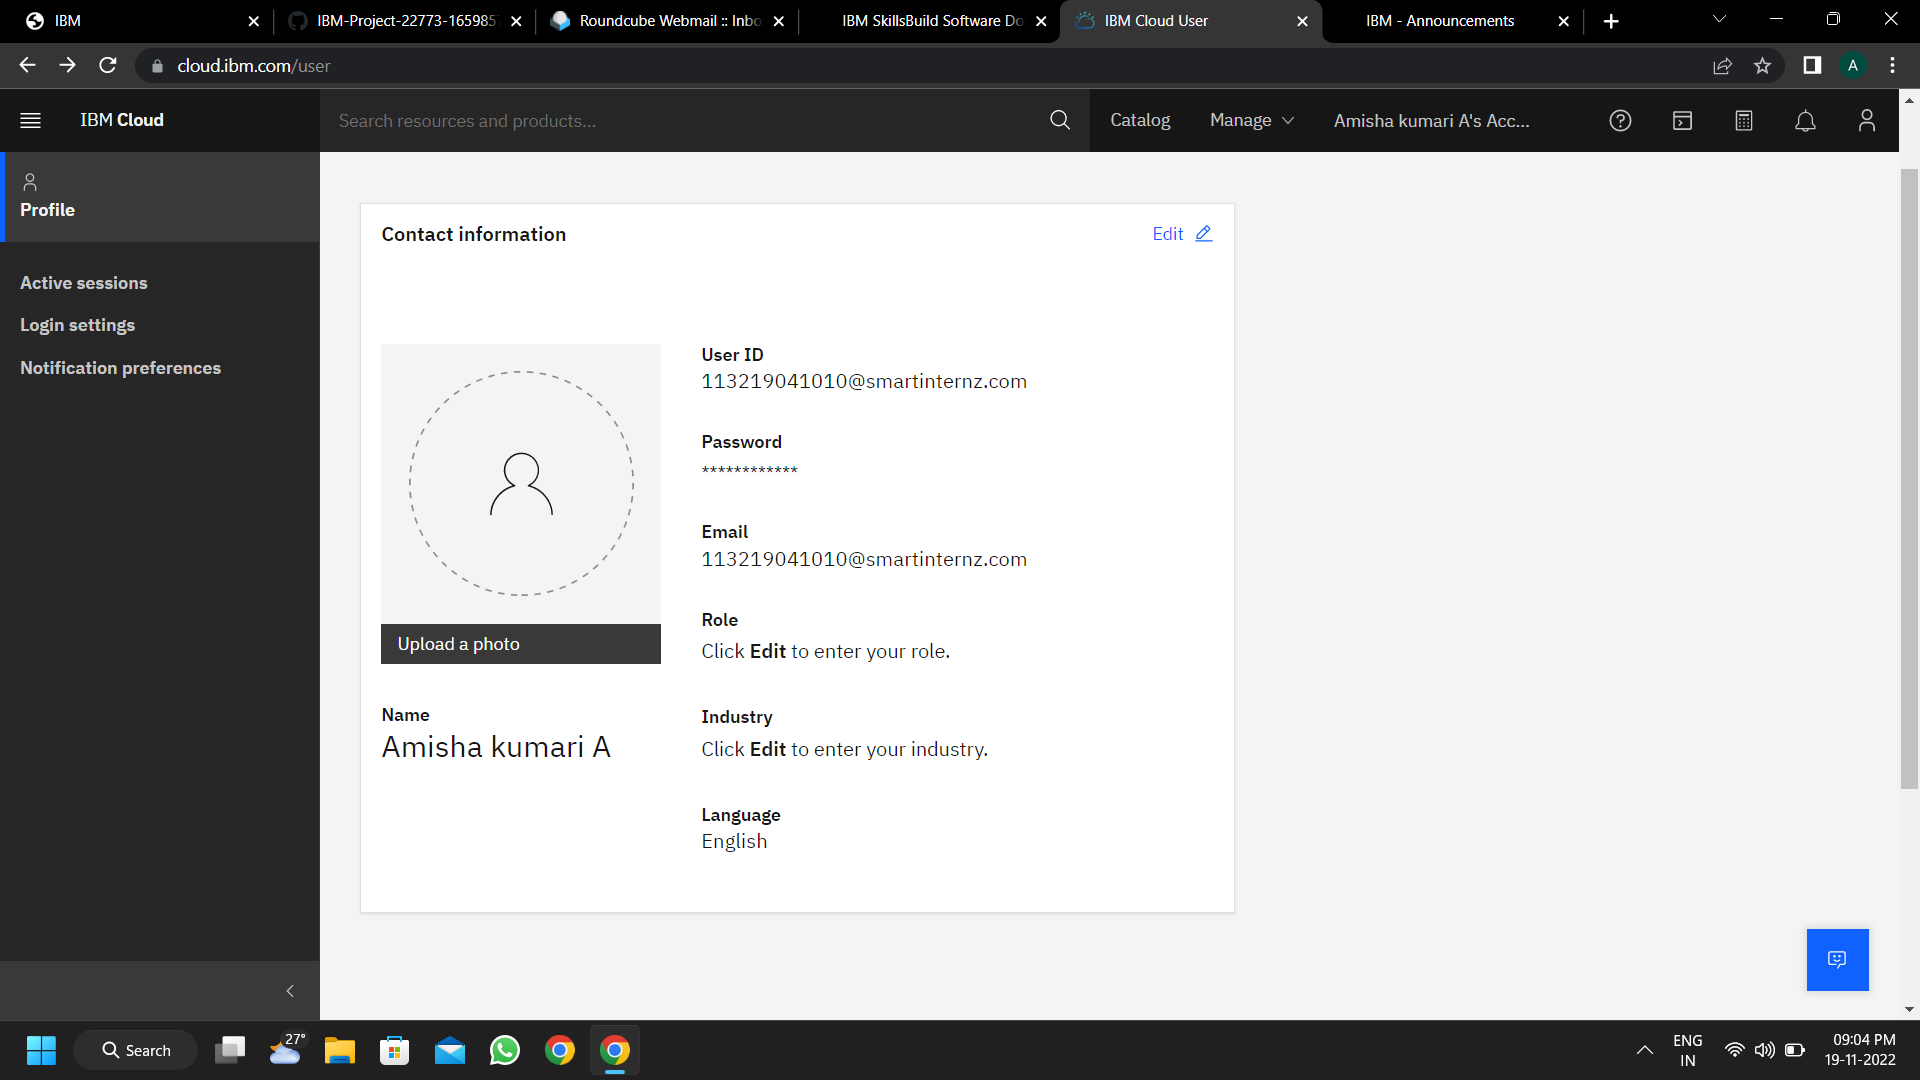 IBM
IBM-Project-22773-165985
Roundcube Webmail :: Inbo
IBM SkillsBuild Software Do
IBM Cloud User
IBM - Announcements
cloud.ibm.com/user
A
IBM Cloud
Search resources and products...
Catalog
Manage
Amisha kumari A's Acc...
Profile
Active sessions
Login settings
Notification preferences
Contact information
Edit
User ID
113219041010@smartinternz.com
Password
************
Email
113219041010@smartinternz.com
Role
Click Edit to enter your role.
Upload a photo
Name
Amisha kumari A
Industry
Click Edit to enter your industry.
Language
English
Search
27°
ENG
IN
09:04 PM
19-11-2022